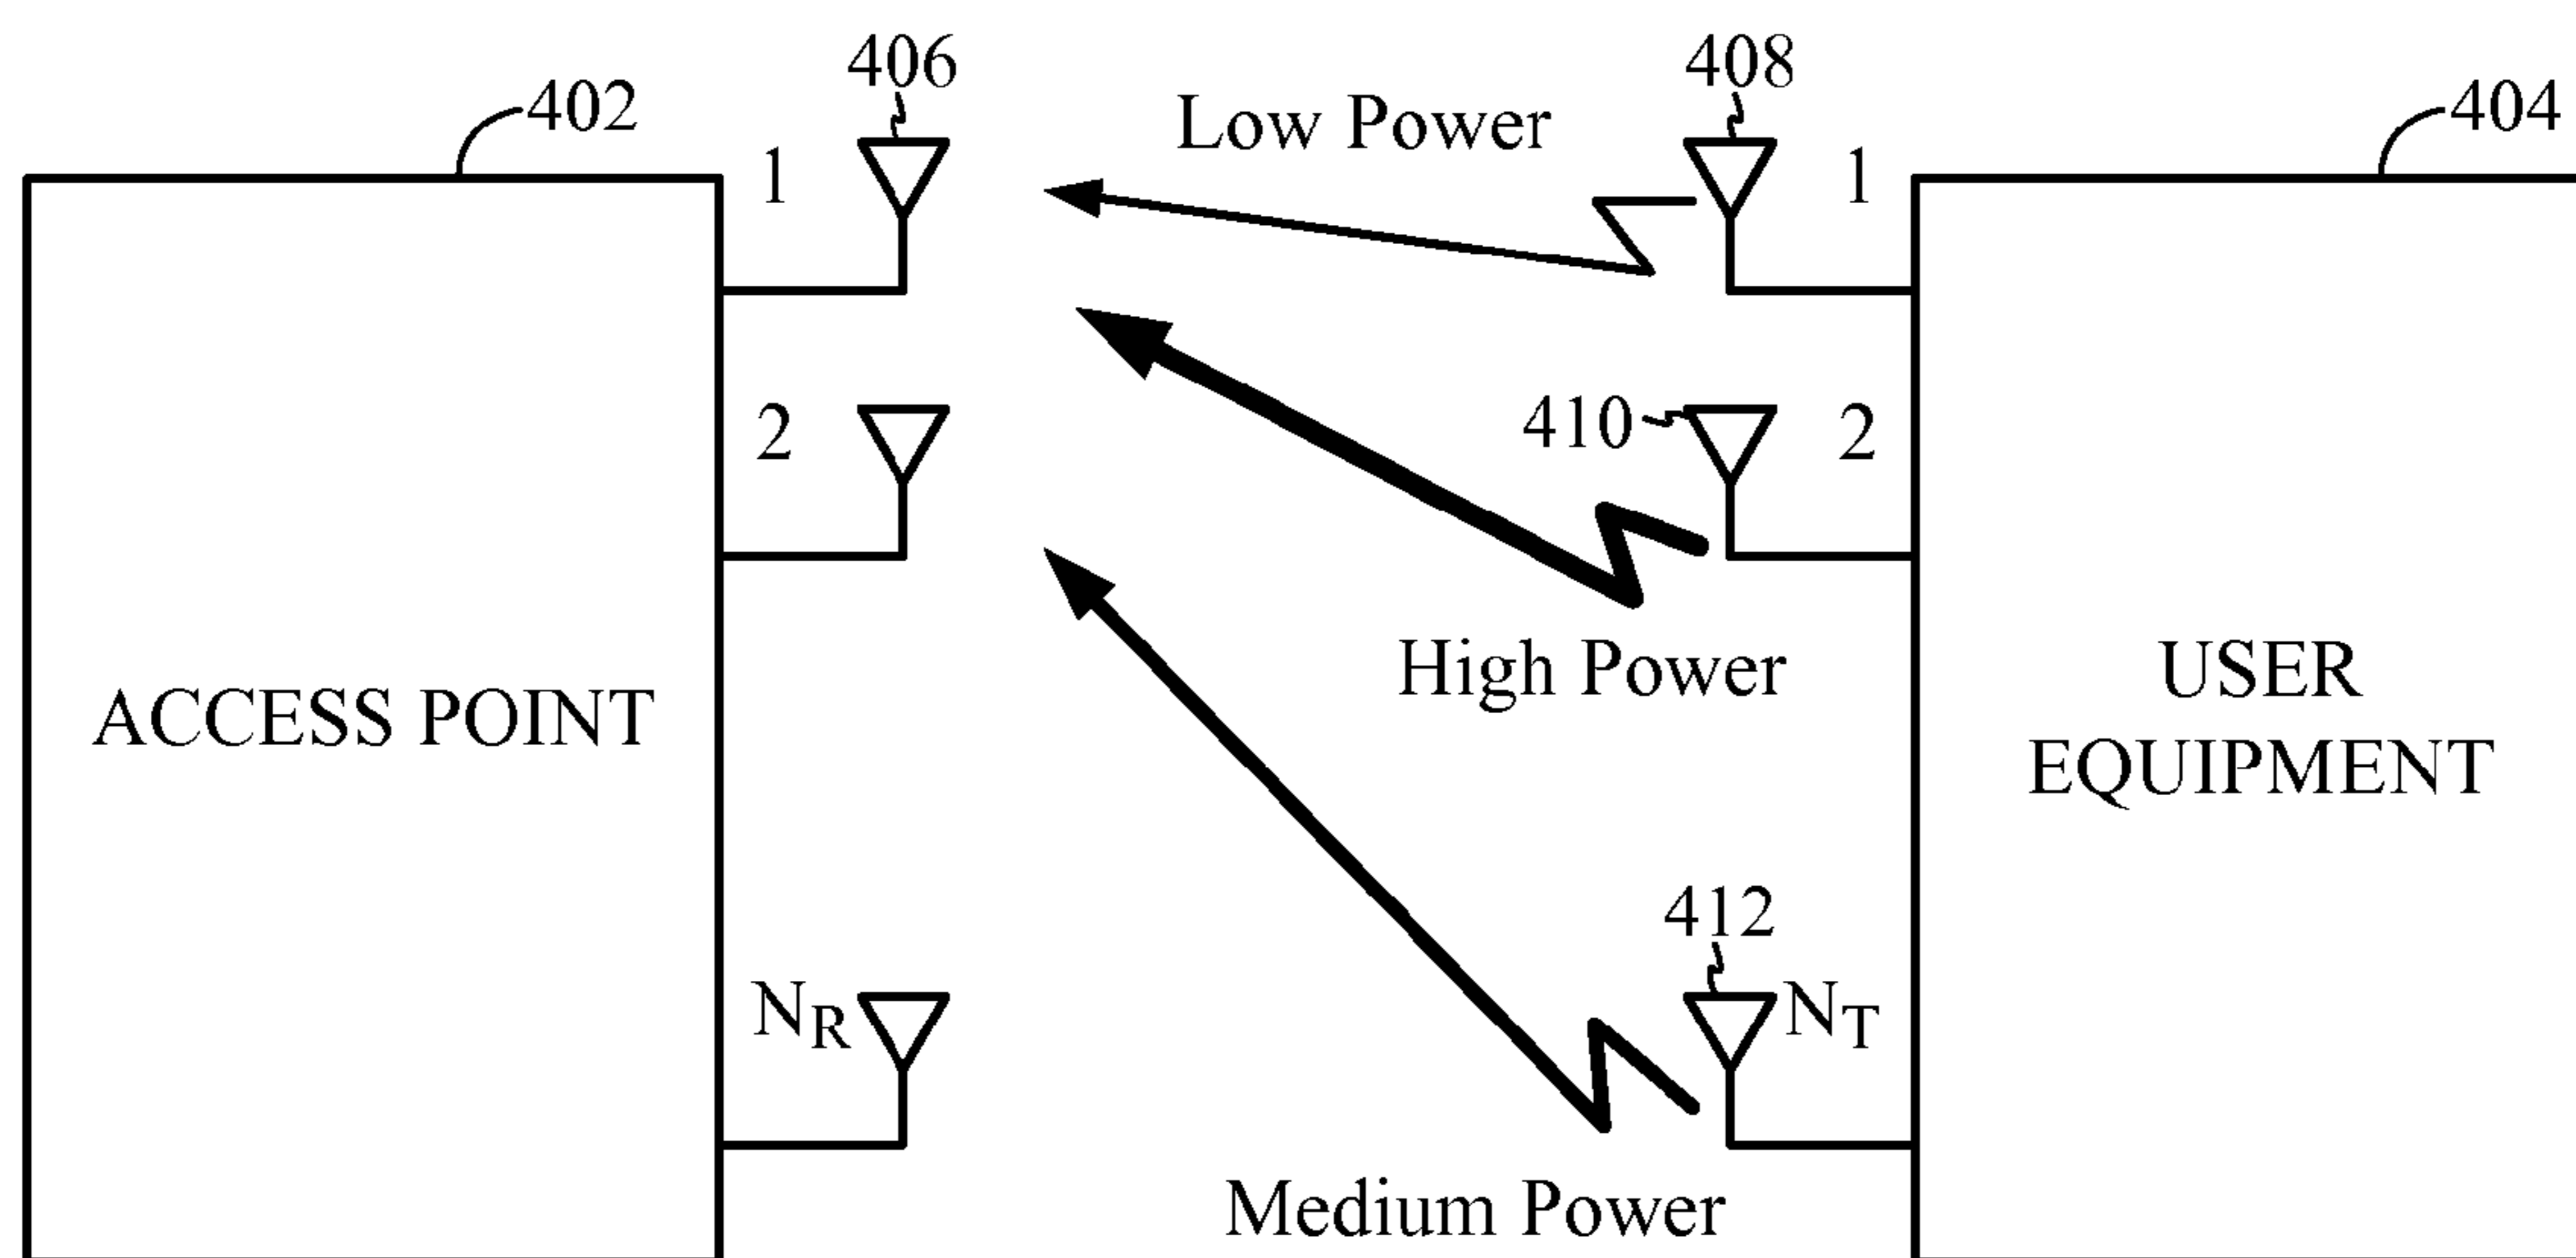 406
408
402
Low Power
404
1
1
2
410
2
High Power
ACCESS POINT
USER
EQUIPMENT
412
NR
NT
Medium Power